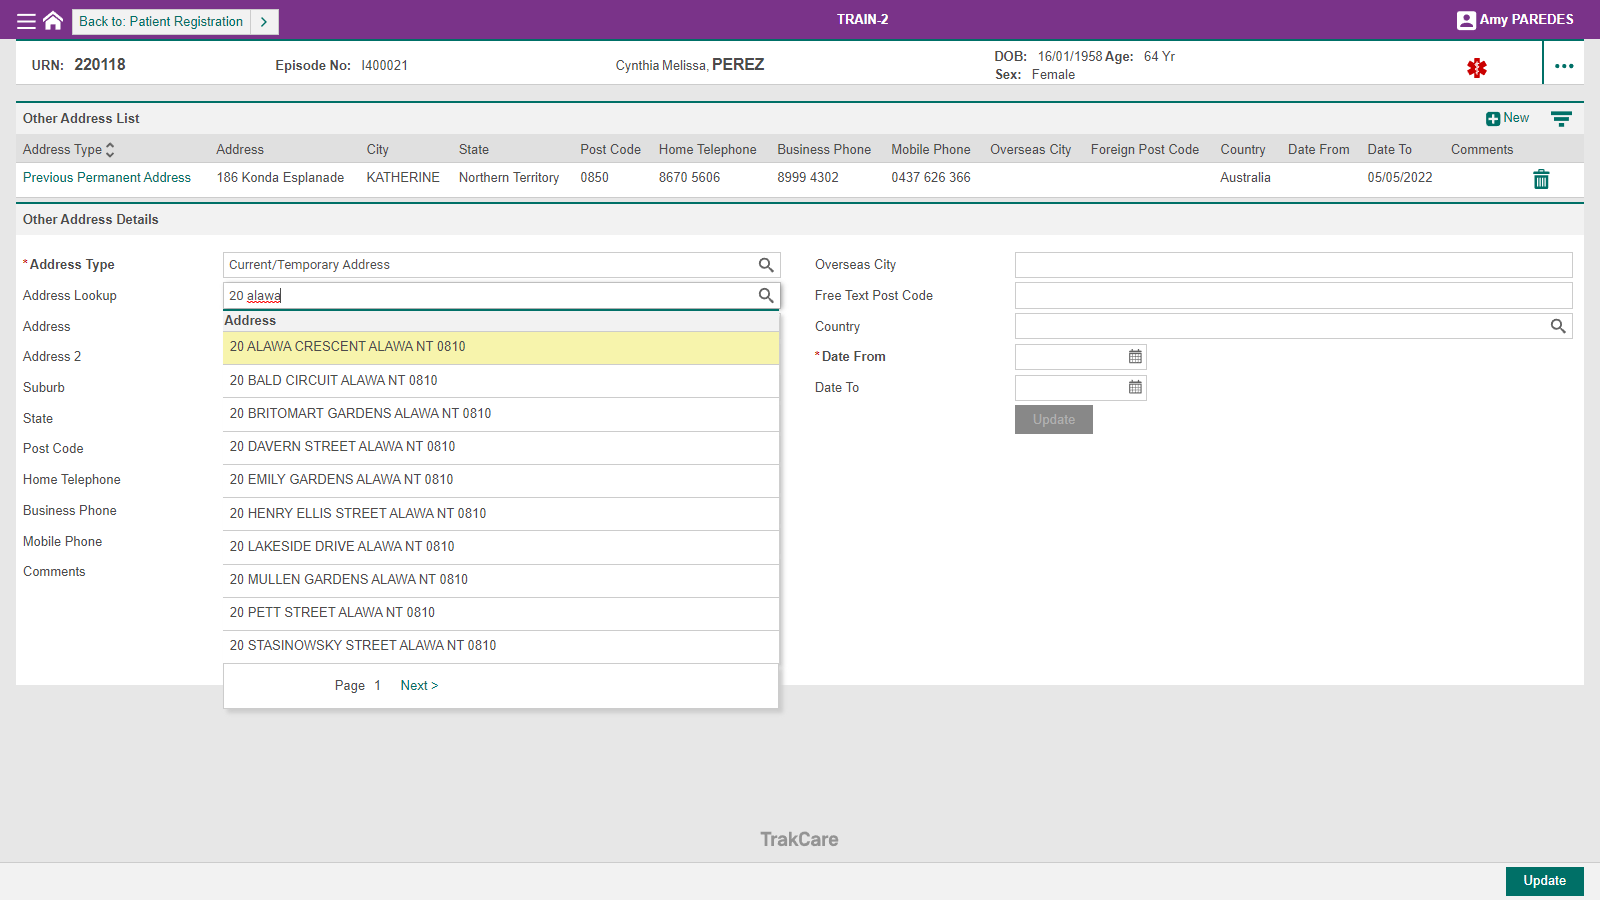 Back to: Patient Registration >
TRAIN-2
Amy PAREDES
URN: 220118 Episode No: I400021 Cynthia Melissa, PEREZ DOB: 16/01/1958 Age: 64 Yr
Sex: Female
Other Address List
New
Address Type Address City State Post Code Home Telephone Business Phone Mobile Phone Overseas City Foreign Post Code Country Date From Date To Comments
Previous Permanent Address 186 Konda Esplanade KATHERINE Northern Territory 0850 8670 5606 8999 4302 0437 626 366 Australia 05/05/2022
Other Address Details
*Address Type Current/Temporary Address
Address Lookup 20 alawa
Address
Address 2
Suburb
State
Post Code
Home Telephone
Business Phone
Mobile Phone
Comments
Address
20 ALAWA CRESCENT ALAWA NT 0810
20 BALD CIRCUIT ALAWA NT 0810
20 BRITOMART GARDENS ALAWA NT 0810
20 DAVERN STREET ALAWA NT 0810
20 EMILY GARDENS ALAWA NT 0810
20 HENRY ELLIS STREET ALAWA NT 0810
20 LAKESIDE DRIVE ALAWA NT 0810
20 MULLEN GARDENS ALAWA NT 0810
20 PETT STREET ALAWA NT 0810
20 STASINOWSKY STREET ALAWA NT 0810
Page 1 Next >
Overseas City
Free Text Post Code
Country
*Date From
Date To
Update
TrakCare
Update